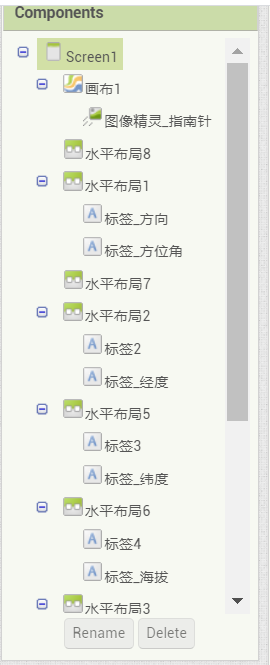 Components
Screen1
画布1
图像精灵_指南针
水平布局8
水平布局1
A 标签_方向
A 标签_方位角
水平布局7
水平布局2
A 标签2
A 标签_经度
水平布局5
A 标签3
A 标签_纬度
水平布局6
A 标签4
A 标签_海拔
水平布局3
Rename Delete